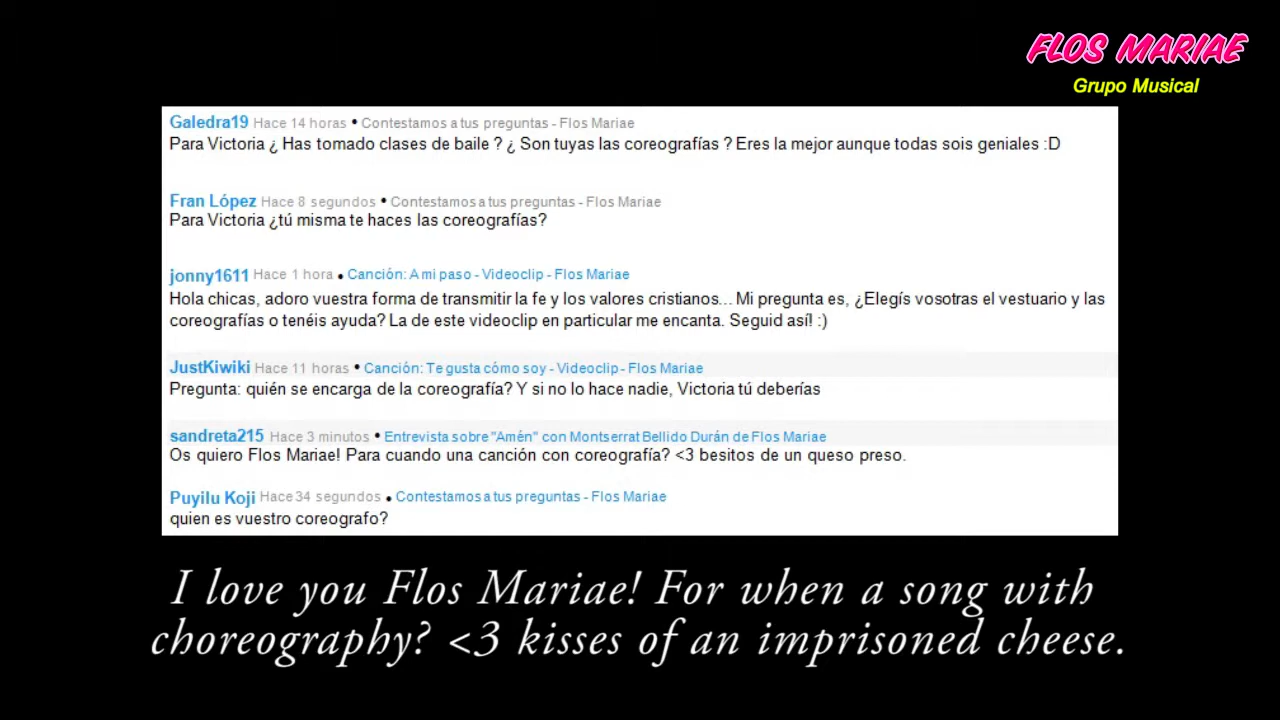 FLOS MARIAE
Grupo Musical
Galedra19 Hace 14 horas • Contestamos a tus preguntas - Flos Mariae
Para Victoria ¿ Has tomado clases de baile ? ¿ Son tuyas las coreografías ? Eres la mejor aunque todas sois geniales :D
Fran López Hace 8 segundos • Contestamos a tus preguntas - Flos Mariae
Para Victoria ¿tú misma te haces las coreografías?
jonny1611 Hace 1 hora • Canción: A mi paso - Videoclip - Flos Mariae
Hola chicas, adoro vuestra forma de transmitir la fe y los valores cristianos... Mi pregunta es, ¿Elegís vosotras el vestuario y las
coreografías o tenéis ayuda? La de este videoclip en particular me encanta. Seguid así! :)
JustKiwiki Hace 11 horas • Canción: Te gusta cómo soy - Videoclip - Flos Mariae
Pregunta: quién se encarga de la coreografía? Y si no lo hace nadie, Victoria tú deberías
sandreta215 Hace 3 minutos • Entrevista sobre "Amén" con Montserrat Bellido Durán de Flos Mariae
Os quiero Flos Mariae! Para cuando una canción con coreografía? <3 besitos de un queso preso.
Puyilu Koji Hace 34 segundos • Contestamos a tus preguntas - Flos Mariae
quien es vuestro coreografo?
I love you Flos Mariae! For when a song with
choreography? <3 kisses of an imprisoned cheese.